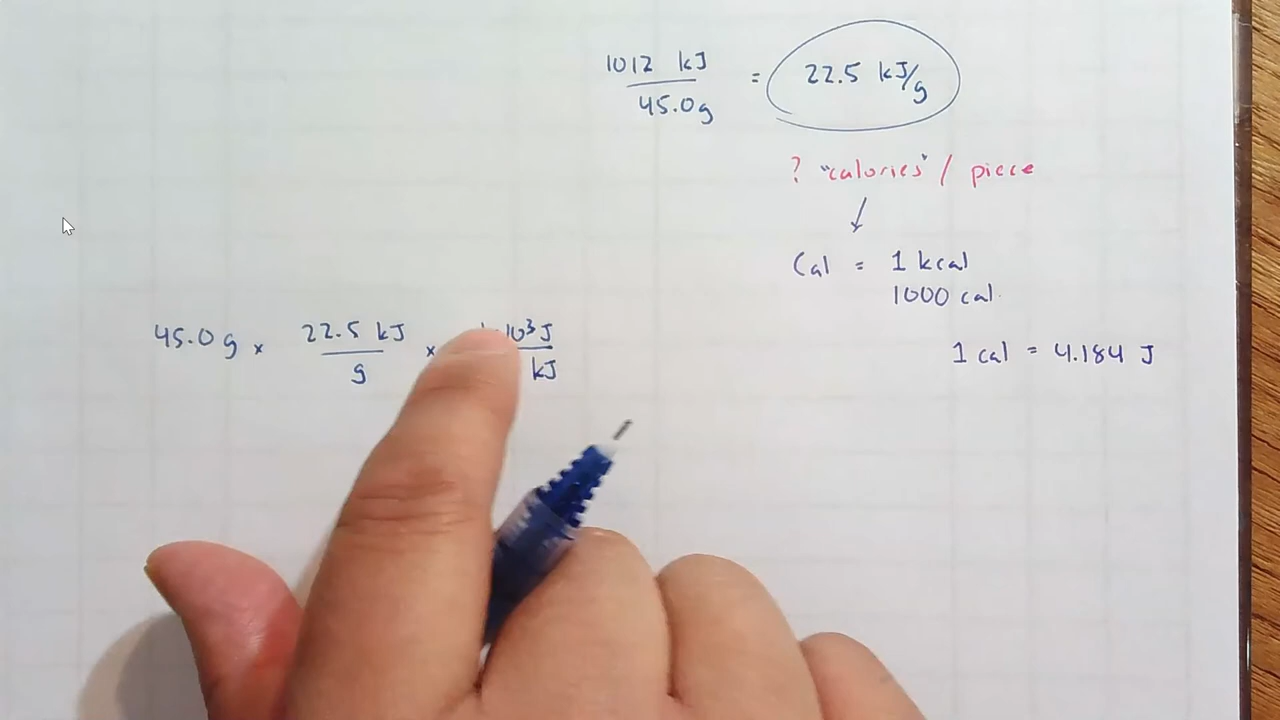 1012 kJ
45.0g
= 22.5 kJ/g
? "calories" / piece
Cal = 1 kcal
1000 cal
1 cal = 4.184 J
45.0 g × 22.5 kJ × 10³ J
g
kJ